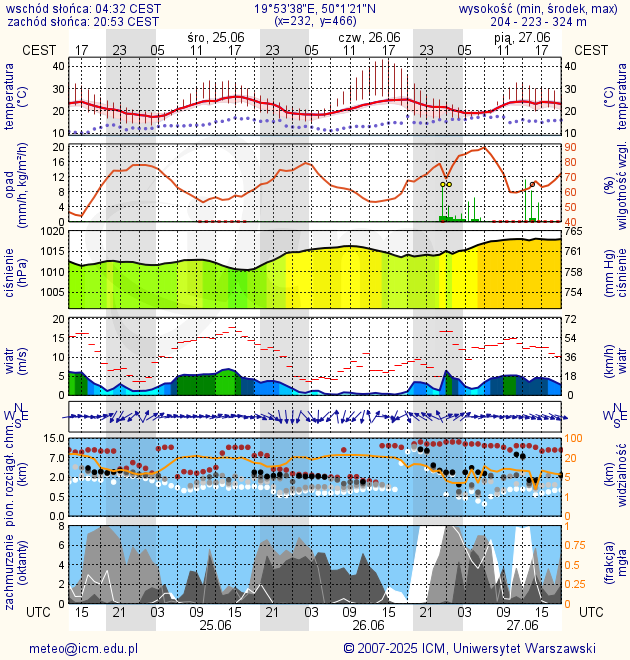 wschód słońca: 04:32 CEST 19°53'38"E, 50°1'21"N wysokość (min, środek, max)
zachód słońca: 20:53 CEST (x=232, y=466) 204 - 223 - 324 m
śro, 25.06 czw, 26.06 pią, 27.06
CEST 17 23 05 11 17 23 05 11 17 23 05 11 17 CEST
temperatura (°C) 40 30 20 10 40 30 20 10 temperatura (°C)
opad (mm/h, kg/m²/h) 20 16 12 8 4 0 90 80 70 60 50 40 (%) wilgotność wzgl.
ciśnienie (hPa) 1020 1015 1010 1005 765 761 758 754 (mm Hg) ciśnienie
wiatr (m/s) 20 15 10 5 0 72 54 36 18 0 (km/h) wiatr
N W E S N W E S
pion. rozciągł. chm. (km) 15.0 7.0 2.0 0.5 0.0 100 20 5 1 0 (km) widzialność
zachmurzenie (oktanty) 8 6 4 2 0 1 0.75 0.5 0.25 0 (frakcja) mgła
UTC 15 21 03 09 15 21 03 09 15 21 03 09 15 UTC
25.06 26.06 27.06
meteo@icm.edu.pl © 2007-2025 ICM, Uniwersytet Warszawski